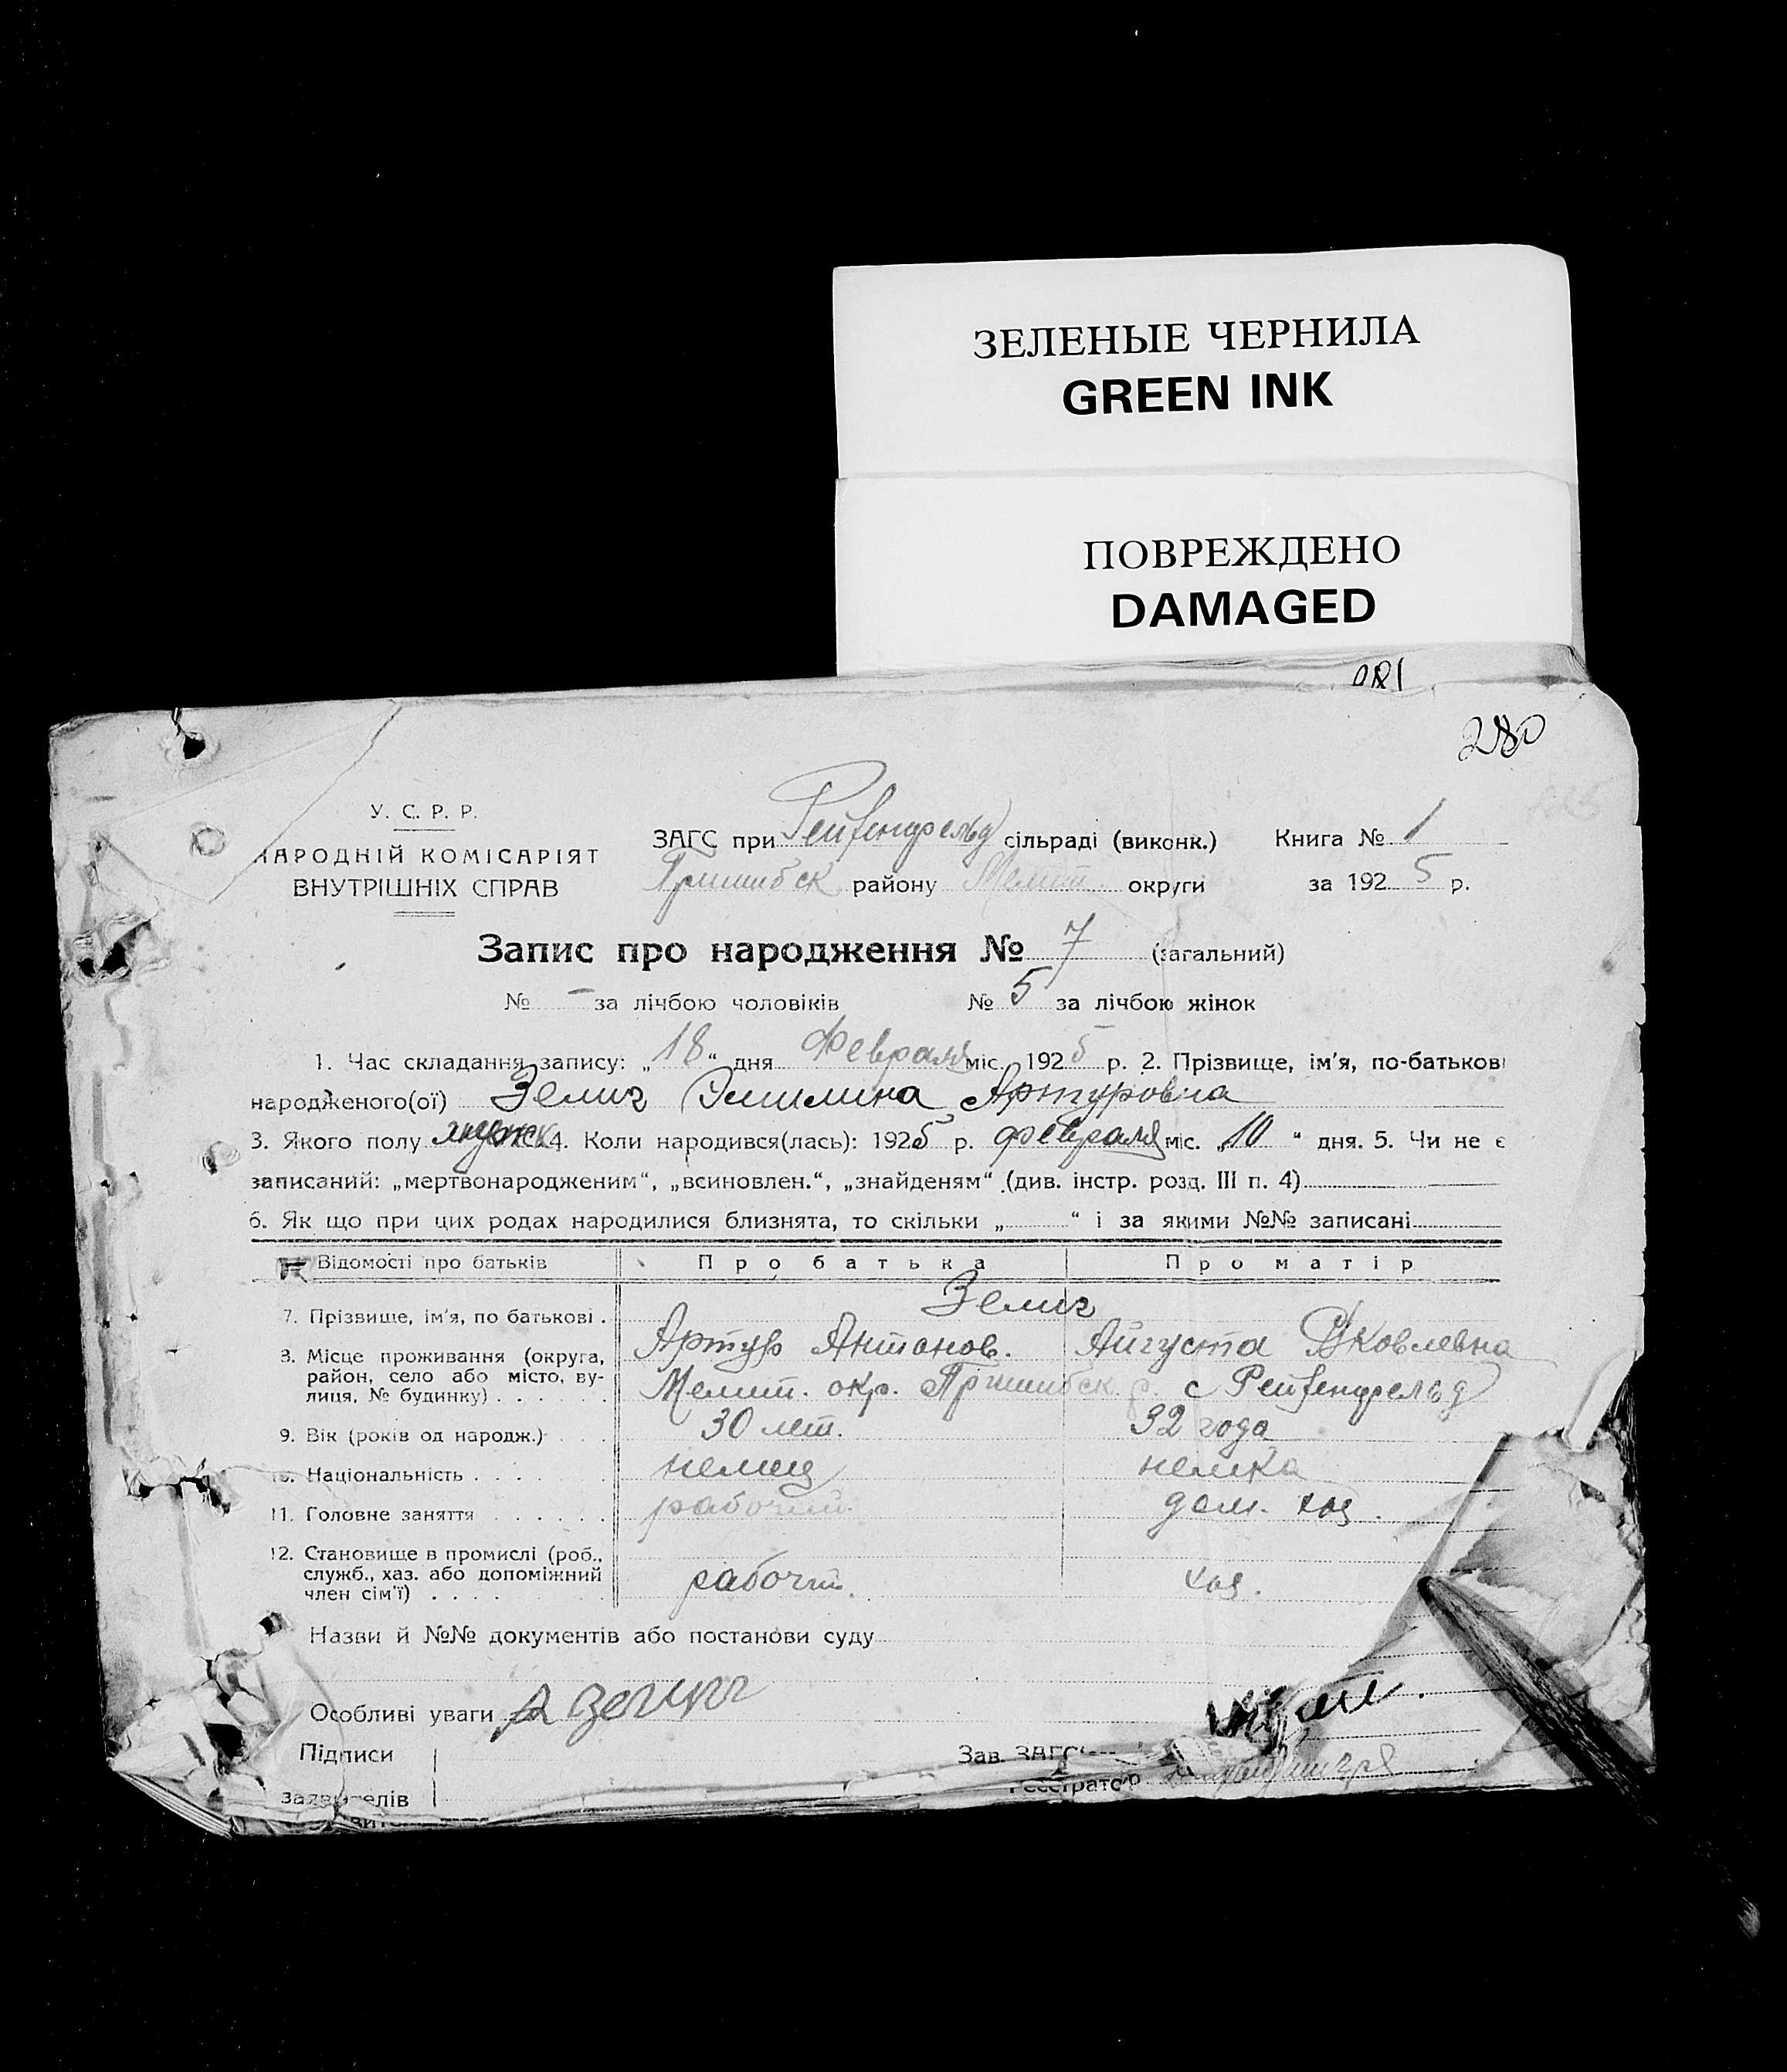 ЗЕЛЕНЫЕ ЧЕРНИЛА
GREEN INK
ПОВРЕЖДЕНО
DAMAGED
280
У. С. Р. Р.
НАРОДНІЙ КОМІСАРІЯТ
ВНУТРІШНІХ СПРАВ
ЗАГС при Рейхенфельд сільраді (виконк.) Книга № 1
Пришибск району Мелит округи за 1925 р.
Запис про народження № 7 (загальний)
№ – за лічбою чоловіків № 5 за лічбою жінок
1. Час складання запису: „18“ дня Февраля міс. 1925 р. 2. Прізвище, ім'я, по-батькові
народженого(ої) Зелиг Эмилина Артуровна
3. Якого полу 4. Коли народився(лась): 1925 р. февраля міс. „10“ дня. 5. Чи не є
записаний: „мертвонародженим“, „всиновлен.“, „знайденям“ (див. інстр. розд. III п. 4)
6. Як що при цих родах народилися близнята, то скільки „ “ і за якими №№ записані
Відомості про батьків Про батька Про матір
7. Прізвище, ім'я, по батькові . Зелиг
Артур Антонов. Августа Яковлевна
8. Місце проживання (округа, район, село або місто, вулиця, № будинку) . . . Мелит. окр. Пришибск. р. с Рейхенфельд
9. Вік (років од народж.) 30 лет. 32 года
10. Національність . . . . немец немка
11. Головне заняття . . . . . . рабочий. дом. хоз.
12. Становище в промислі (роб.,
служб., хаз. або допоміжний
член сім'ї) . . . . рабочий. хоз.
Назви й №№ документів або постанови суду
Особливі уваги А Зелиг
Підписи Зав. ЗАГС
заявителів Реєстратор